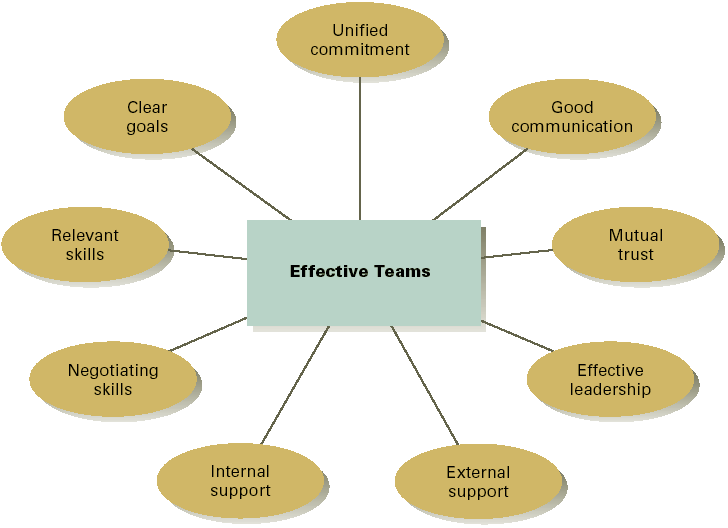 Unified
commitment
Clear
goals
Good
communication
Relevant
skills
Mutual
trust
Effective Teams
Negotiating
skills
Effective
leadership
Internal
support
External
support